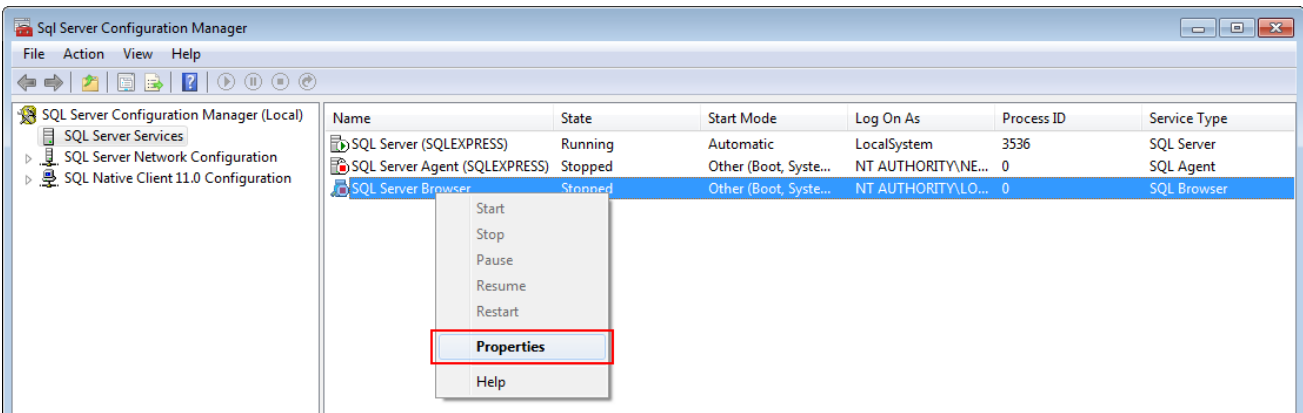 Sql Server Configuration Manager
File Action View Help
SQL Server Configuration Manager (Local)
SQL Server Services
SQL Server Network Configuration
SQL Native Client 11.0 Configuration
Name State Start Mode Log On As Process ID Service Type
SQL Server (SQLEXPRESS) Running Automatic LocalSystem 3536 SQL Server
SQL Server Agent (SQLEXPRESS) Stopped Other (Boot, Syste... NT AUTHORITY\NE... 0 SQL Agent
SQL Server Browser Stopped Other (Boot, Syste... NT AUTHORITY\LO... 0 SQL Browser
Start
Stop
Pause
Resume
Restart
Properties
Help